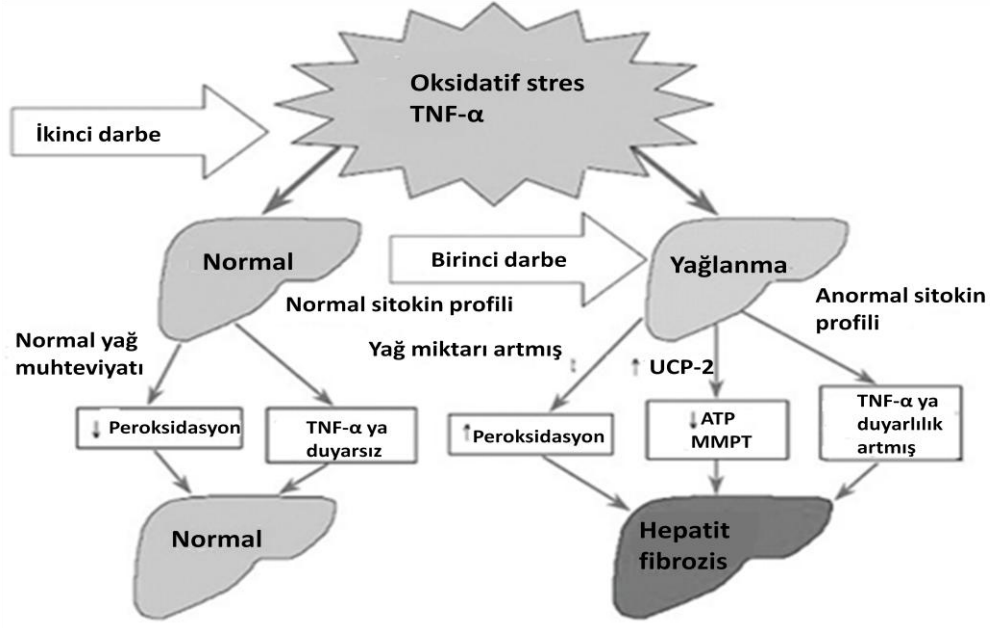 Oksidatif stres
TNF-α
İkinci darbe
Normal
Birinci darbe
Yağlanma
Normal sitokin profili
Anormal sitokin
profili
Normal yağ
muhteviyatı
Yağ miktarı artmış
↑ UCP-2
↓ Peroksidasyon
TNF-α ya
duyarsız
↑Peroksidasyon
↓ATP
MMPT
TNF-α ya
duyarlılık
artmış
Normal
Hepatit
fibrozis